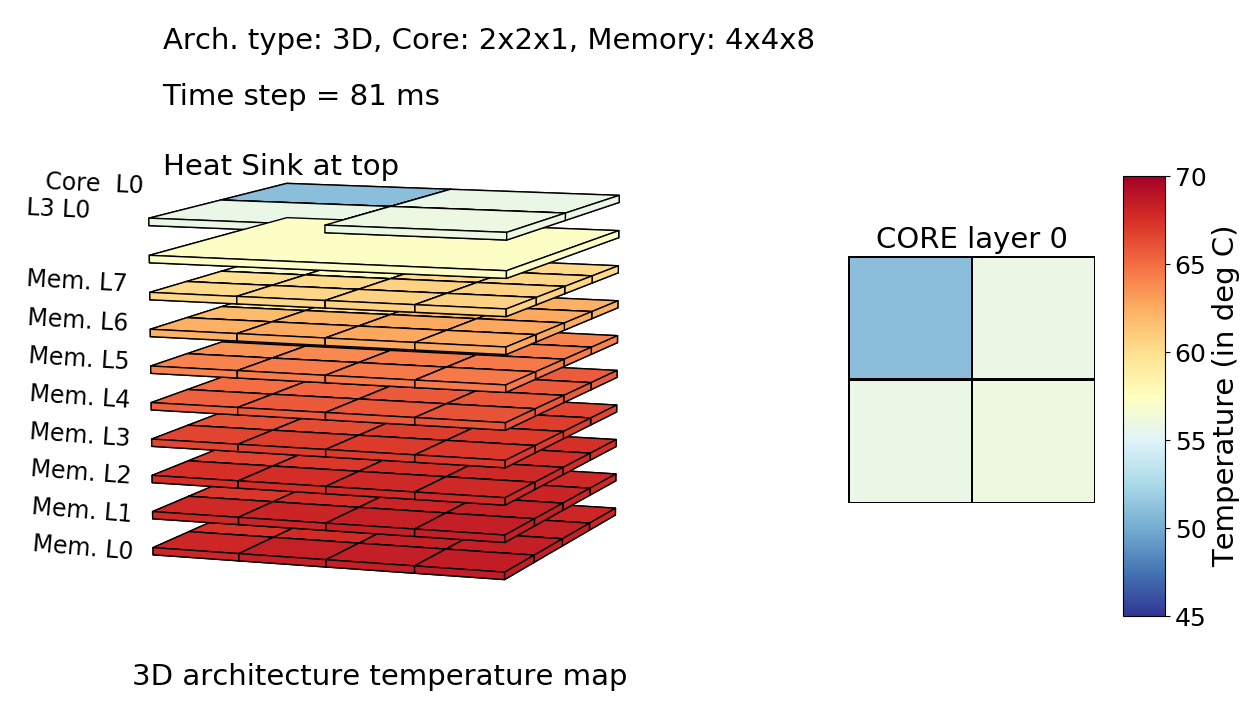 Arch. type: 3D, Core: 2x2x1, Memory: 4x4x8
Time step = 81 ms
Heat Sink at top
Core L0
L3 L0
Mem. L7
Mem. L6
Mem. L5
Mem. L4
Mem. L3
Mem. L2
Mem. L1
Mem. L0
3D architecture temperature map
CORE layer 0
70
65
60
55
50
45
Temperature (in deg C)